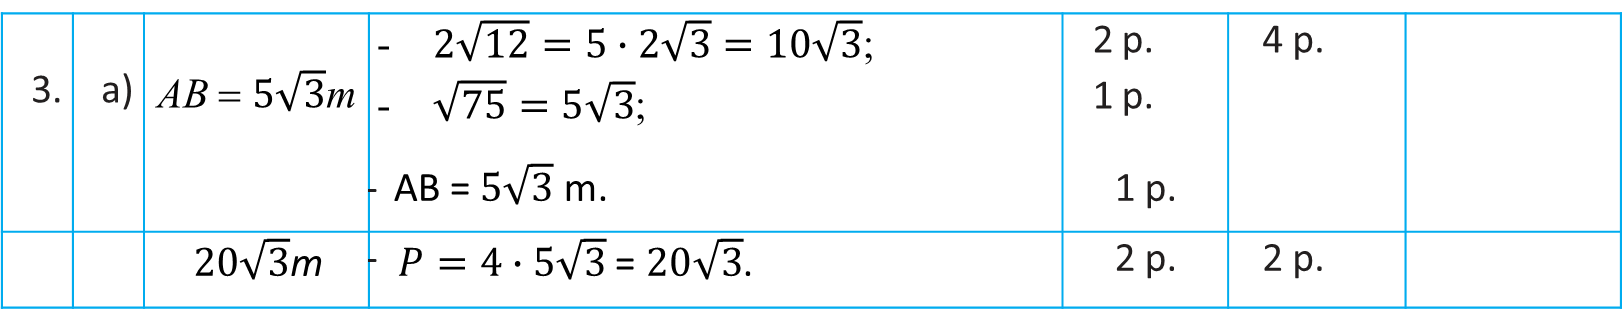 - 2√12 = 5 · 2√3 = 10√3; 2 p. 4 p.
3. a) AB = 5√3m - √75 = 5√3; 1 p.
- AB = 5√3 m. 1 p.
20√3m - P = 4 · 5√3 = 20√3. 2 p. 2 p.